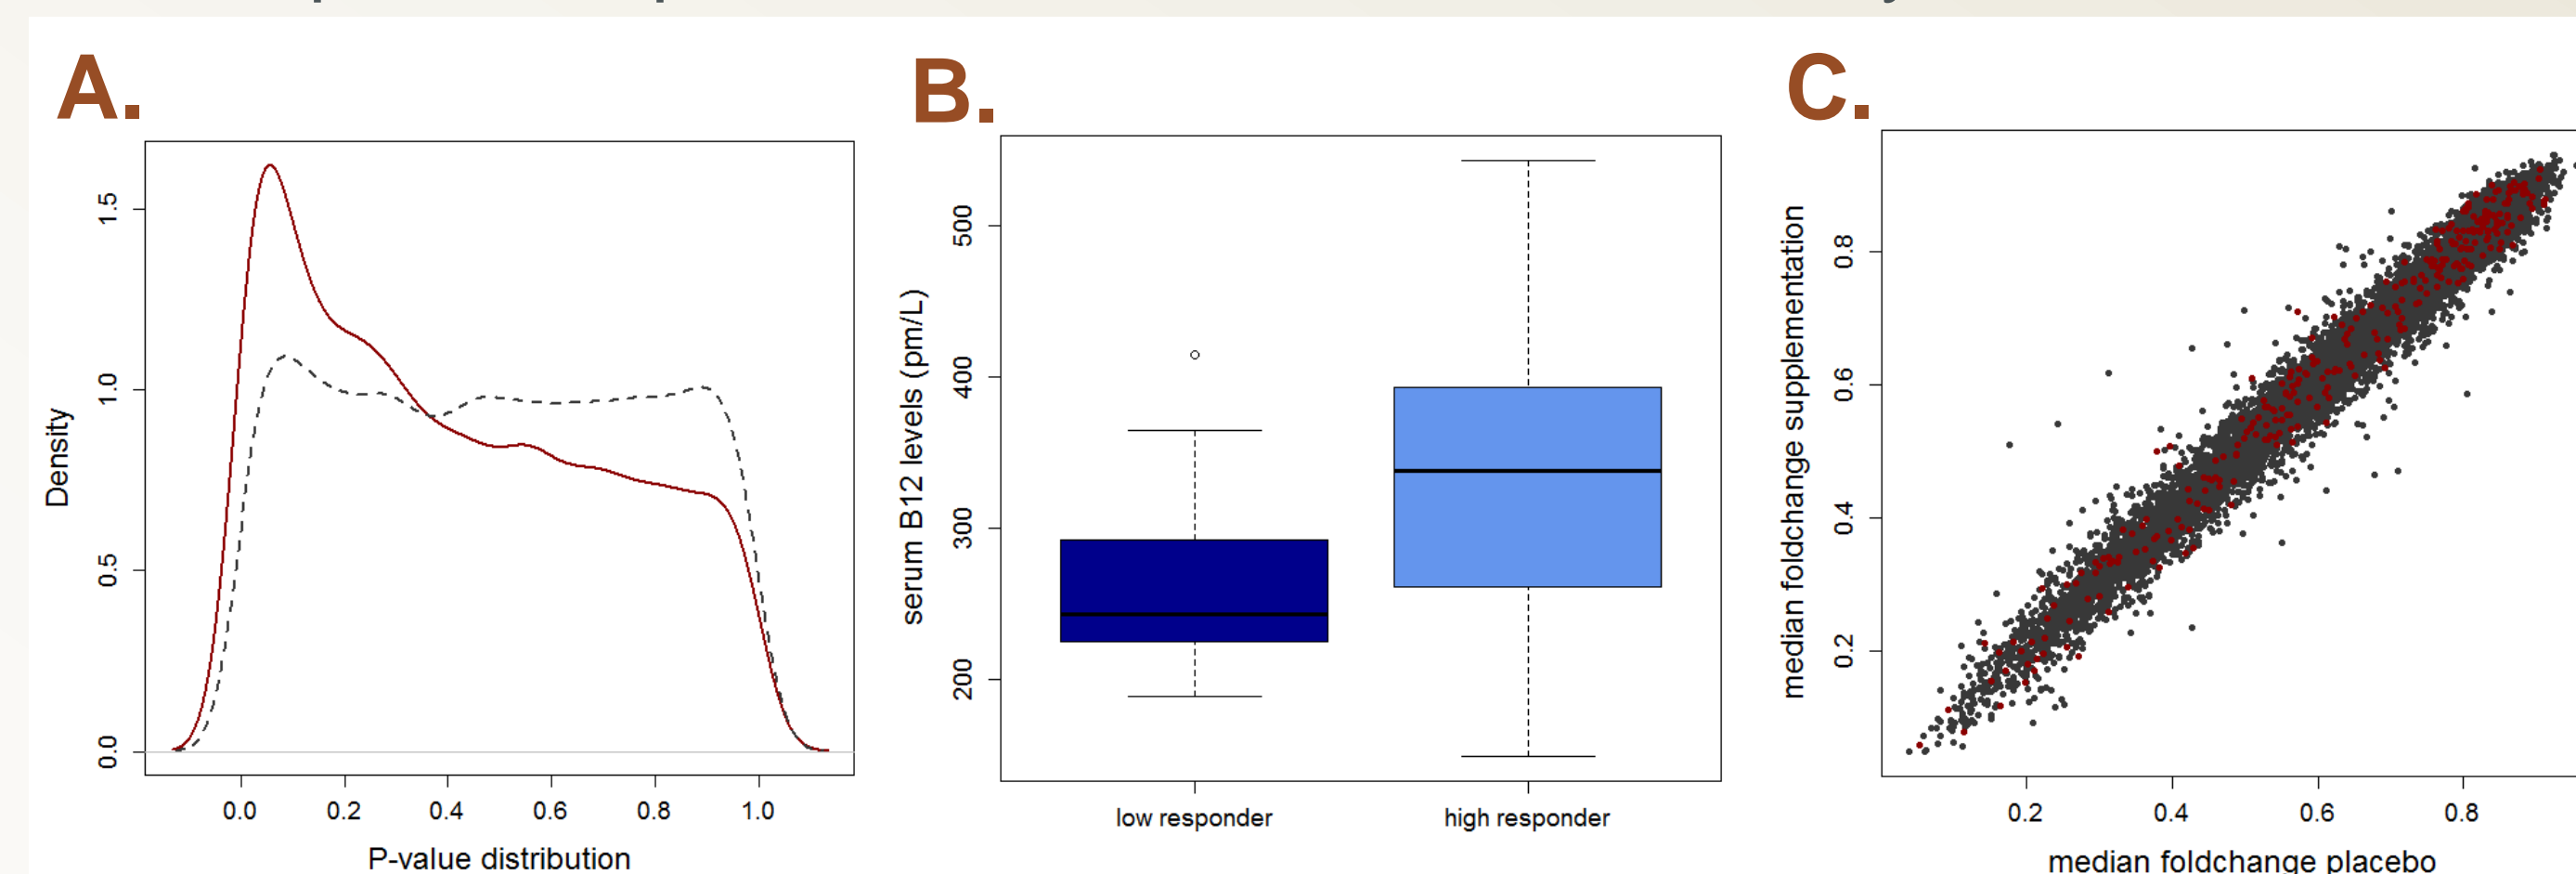 A.
B.
C.
Density
1.5
1.0
0.5
0.0
0.0 0.2 0.4 0.6 0.8 1.0
P-value distribution
serum B12 levels (pm/L)
500
400
300
200
low responder high responder
median foldchange supplementation
0.8
0.6
0.4
0.2
0.2 0.4 0.6 0.8
median foldchange placebo